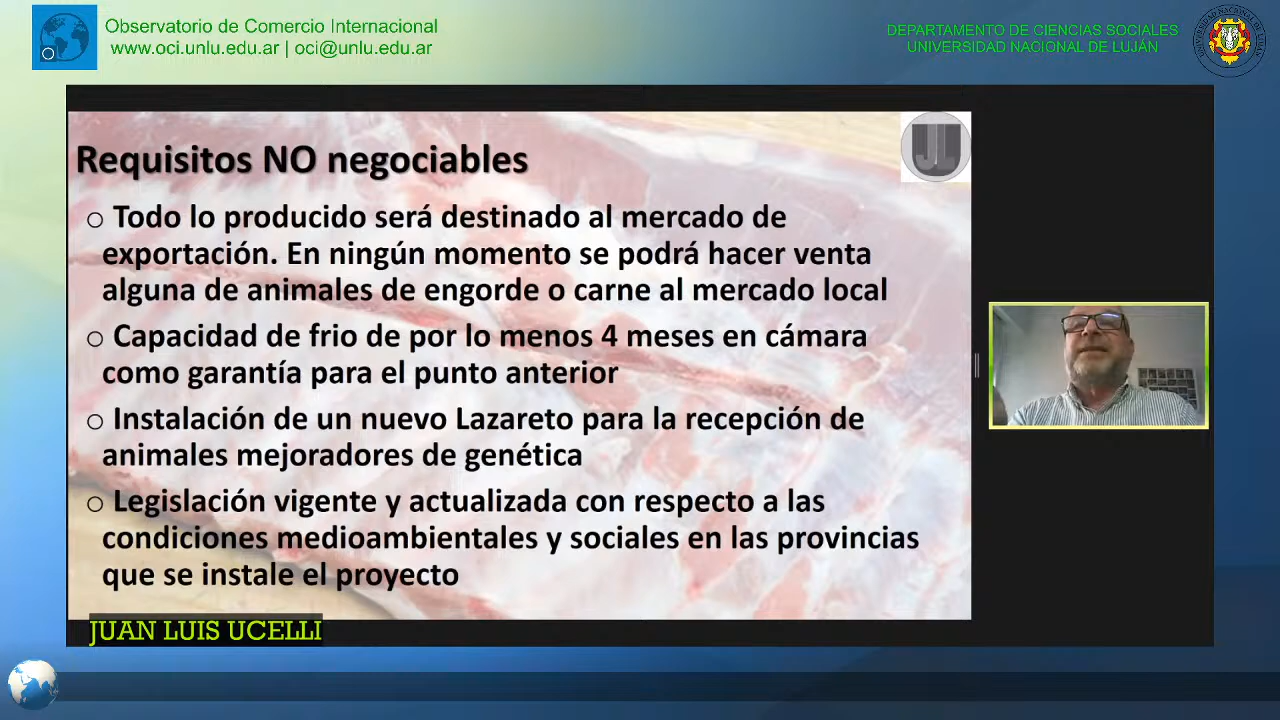 Observatorio de Comercio Internacional
www.oci.unlu.edu.ar | oci@unlu.edu.ar
DEPARTAMENTO DE CIENCIAS SOCIALES
UNIVERSIDAD NACIONAL DE LUJÁN
Requisitos NO negociables
o Todo lo producido será destinado al mercado de
exportación. En ningún momento se podrá hacer venta
alguna de animales de engorde o carne al mercado local
o Capacidad de frio de por lo menos 4 meses en cámara
como garantía para el punto anterior
o Instalación de un nuevo Lazareto para la recepción de
animales mejoradores de genética
o Legislación vigente y actualizada con respecto a las
condiciones medioambientales y sociales en las provincias
que se instale el proyecto
JUAN LUIS UCELLI